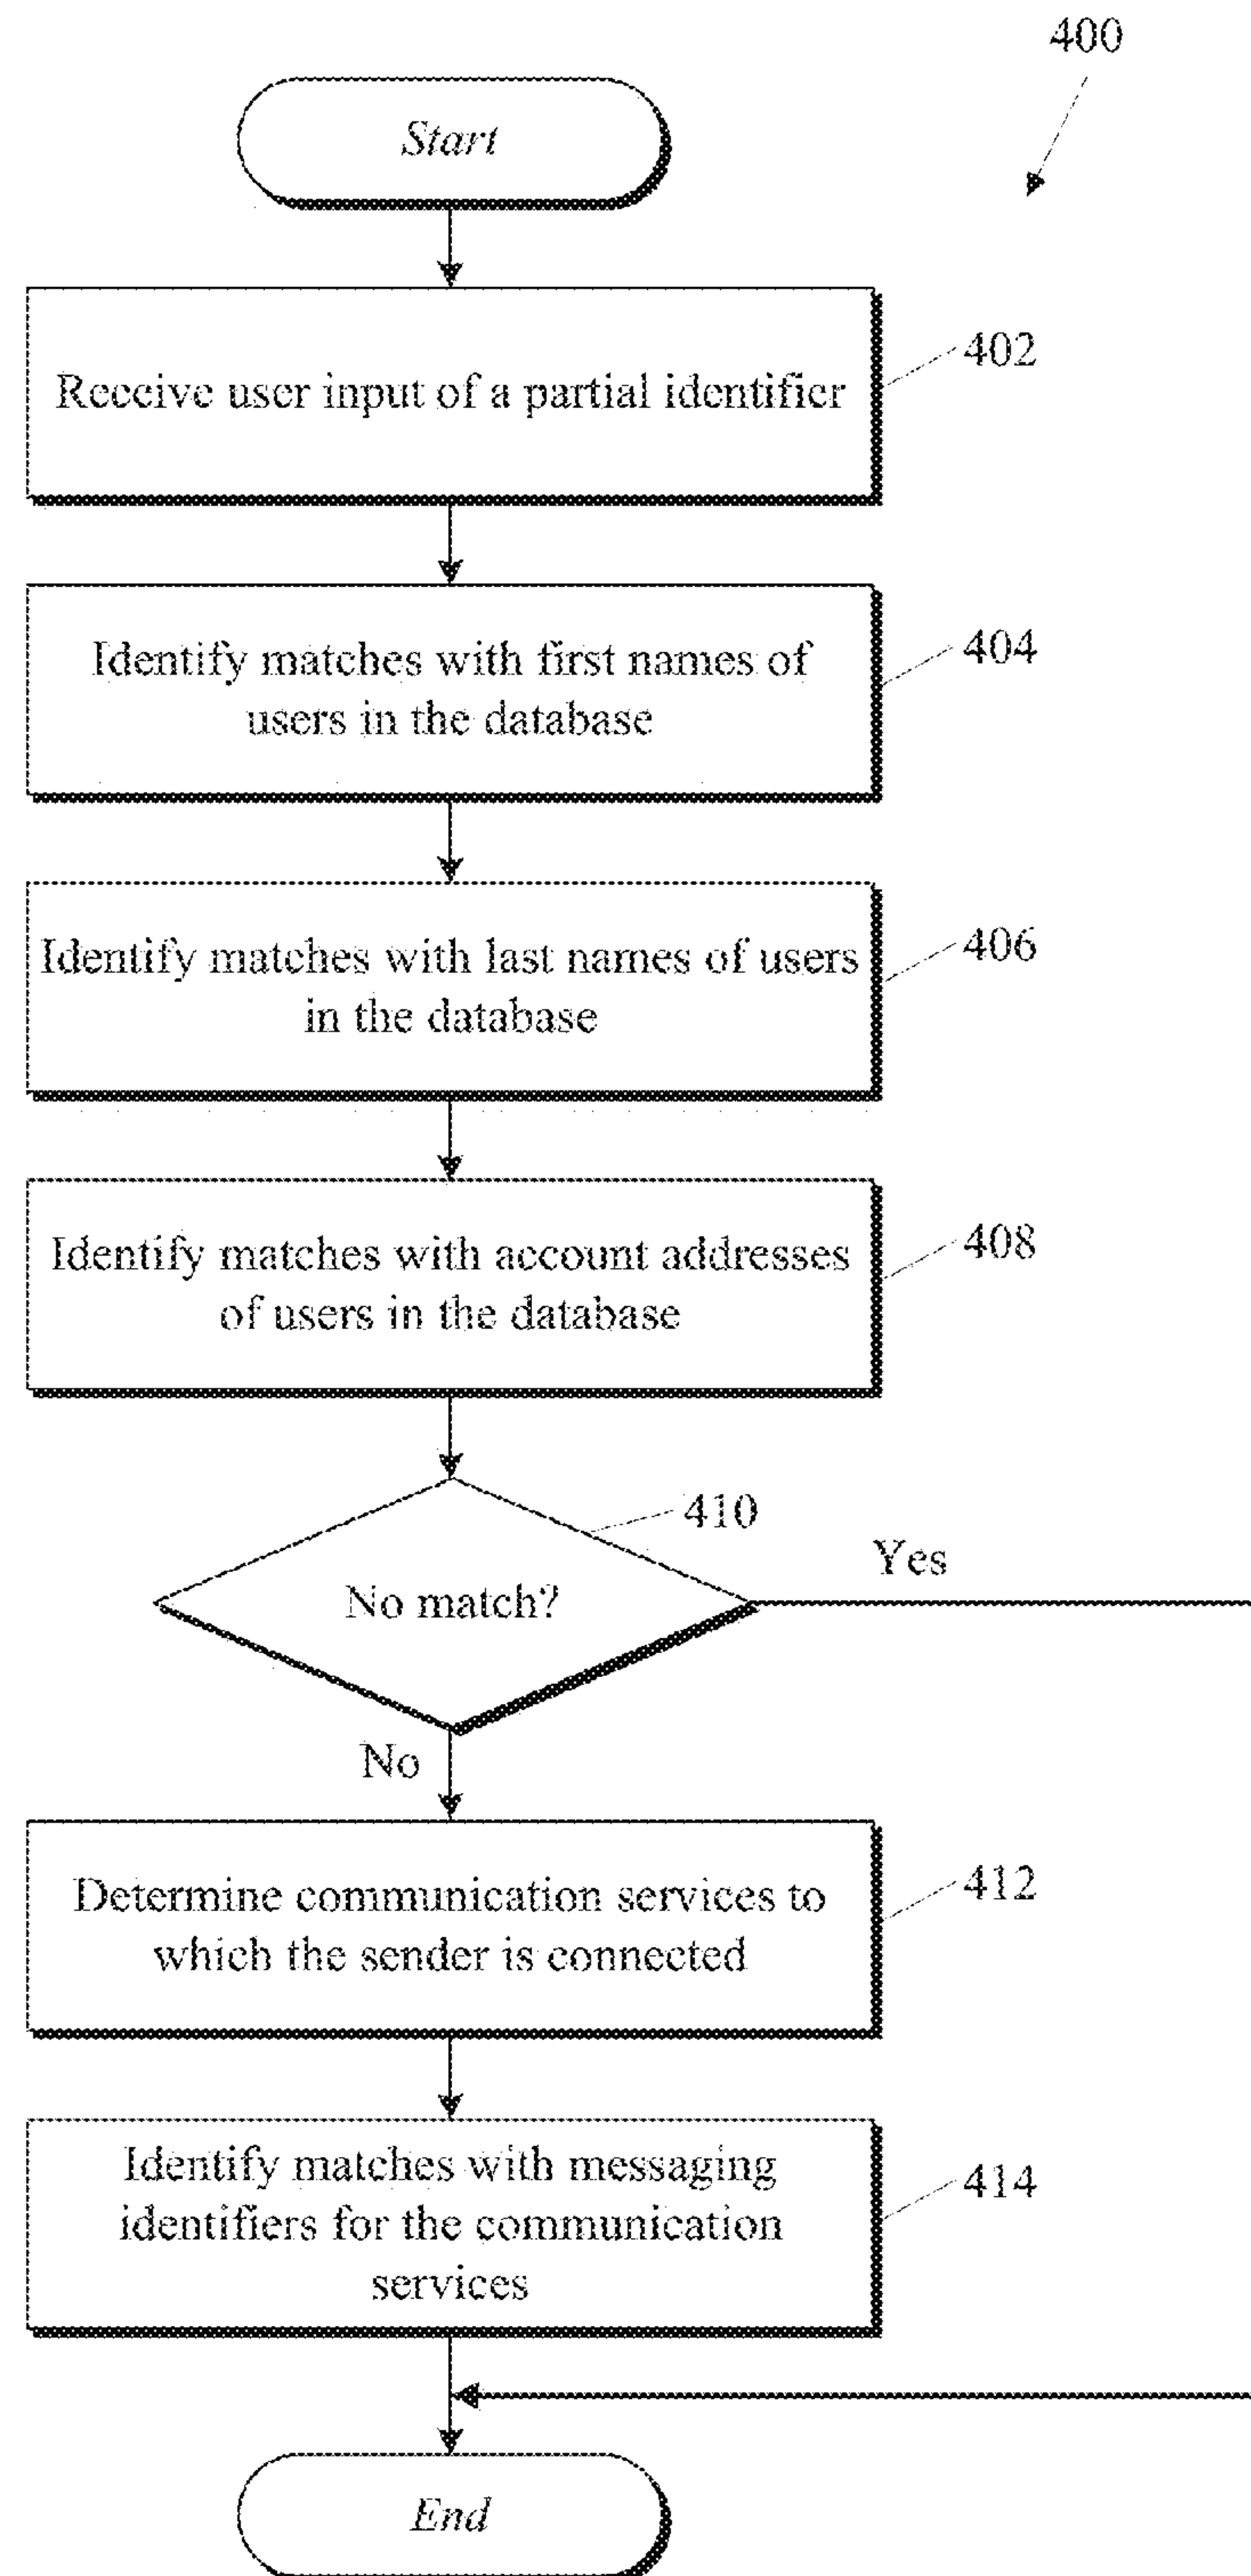 400
Start
Receive user input of a partial identifier
402
Identify matches with first names of
users in the database
404
Identify matches with last names of users
in the database
406
Identify matches with account addresses
of users in the database
408
410
No match?
Yes
No
Determine communication services to
which the sender is connected
412
Identify matches with messaging
identifiers for the communication
services
414
End